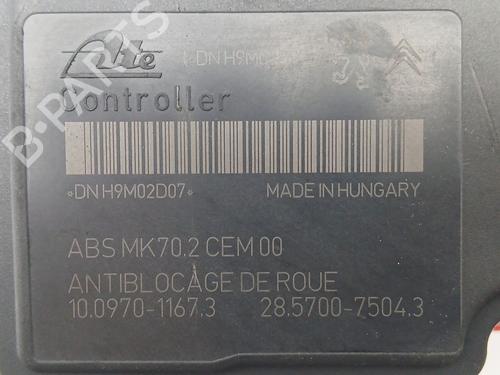 Ate
Controller
*DN H9M02D07*
MADE IN HUNGARY
ABS MK70.2 CEM 00
ANTIBLOCAGE DE ROUE
10.0970-1167.3 28.5700-7504.3
B-PARTS